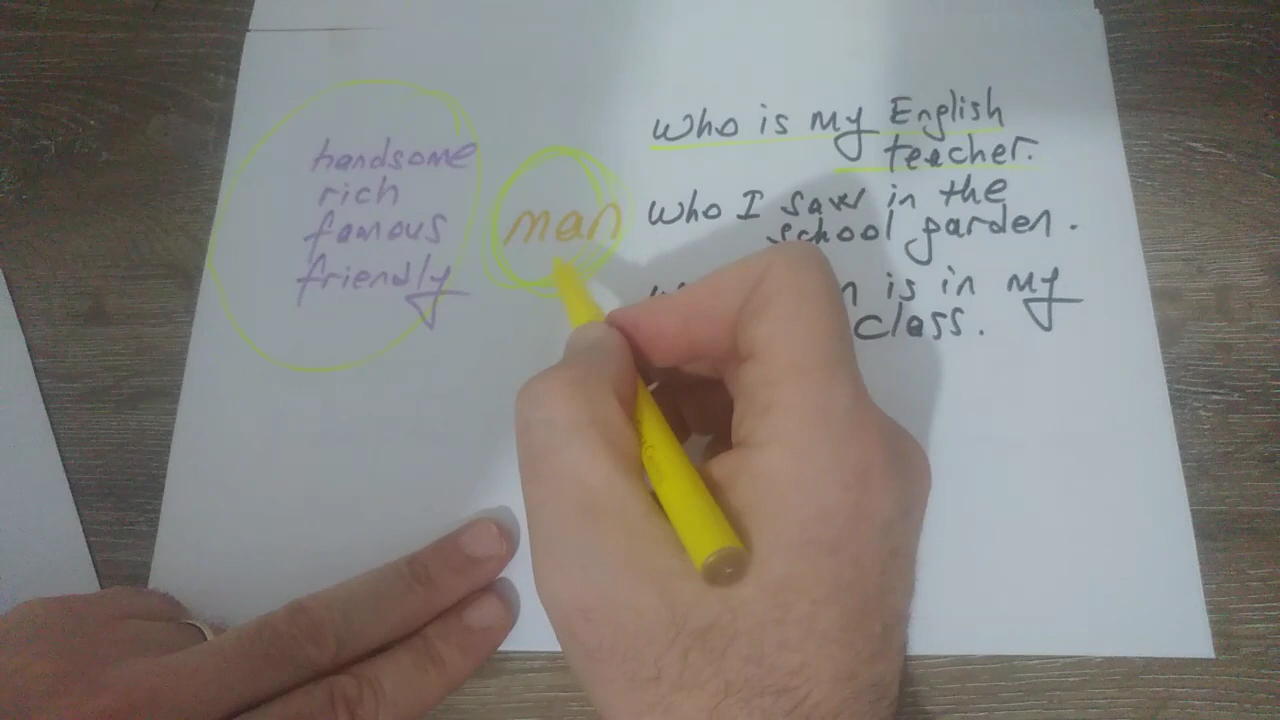 handsome
rich
famous
friendly
man
who is my English
teacher.
who I saw in the
school garden.
is in my
class.